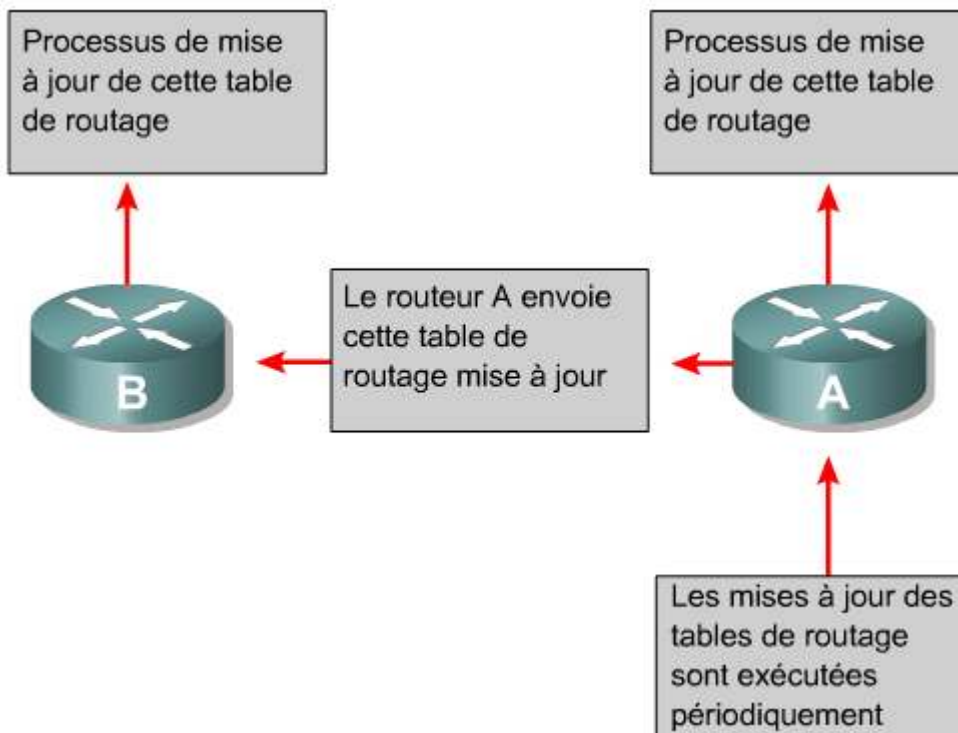 Processus de mise
à jour de cette table
de routage
Processus de mise
à jour de cette table
de routage
Le routeur A envoie
cette table de
routage mise à jour
B
A
Les mises à jour des
tables de routage
sont exécutées
périodiquement